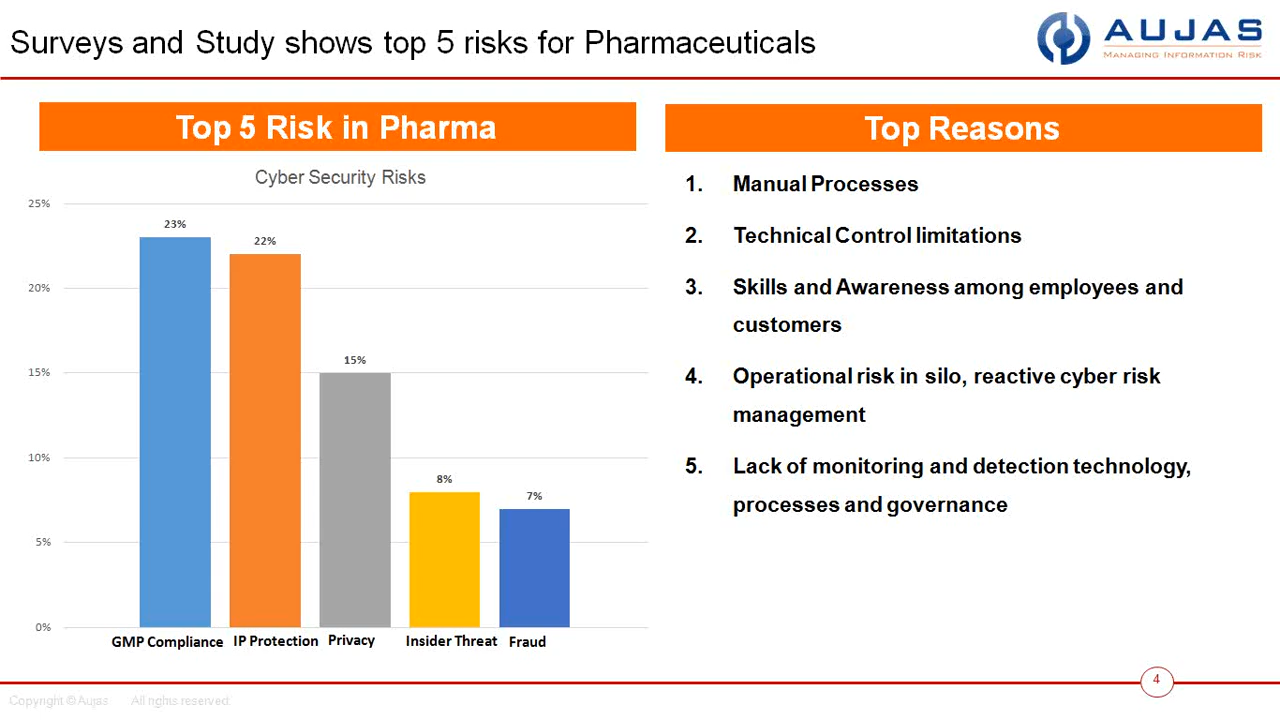 Surveys and Study shows top 5 risks for Pharmaceuticals
AUJAS
MANAGING INFORMATION RISK
Top 5 Risk in Pharma
Cyber Security Risks
25%
20%
15%
10%
5%
0%
23%
22%
15%
8%
7%
GMP Compliance
IP Protection
Privacy
Insider Threat
Fraud
Top Reasons
1. Manual Processes
2. Technical Control limitations
3. Skills and Awareness among employees and
customers
4. Operational risk in silo, reactive cyber risk
management
5. Lack of monitoring and detection technology,
processes and governance
4
Copyright © Aujas All rights reserved